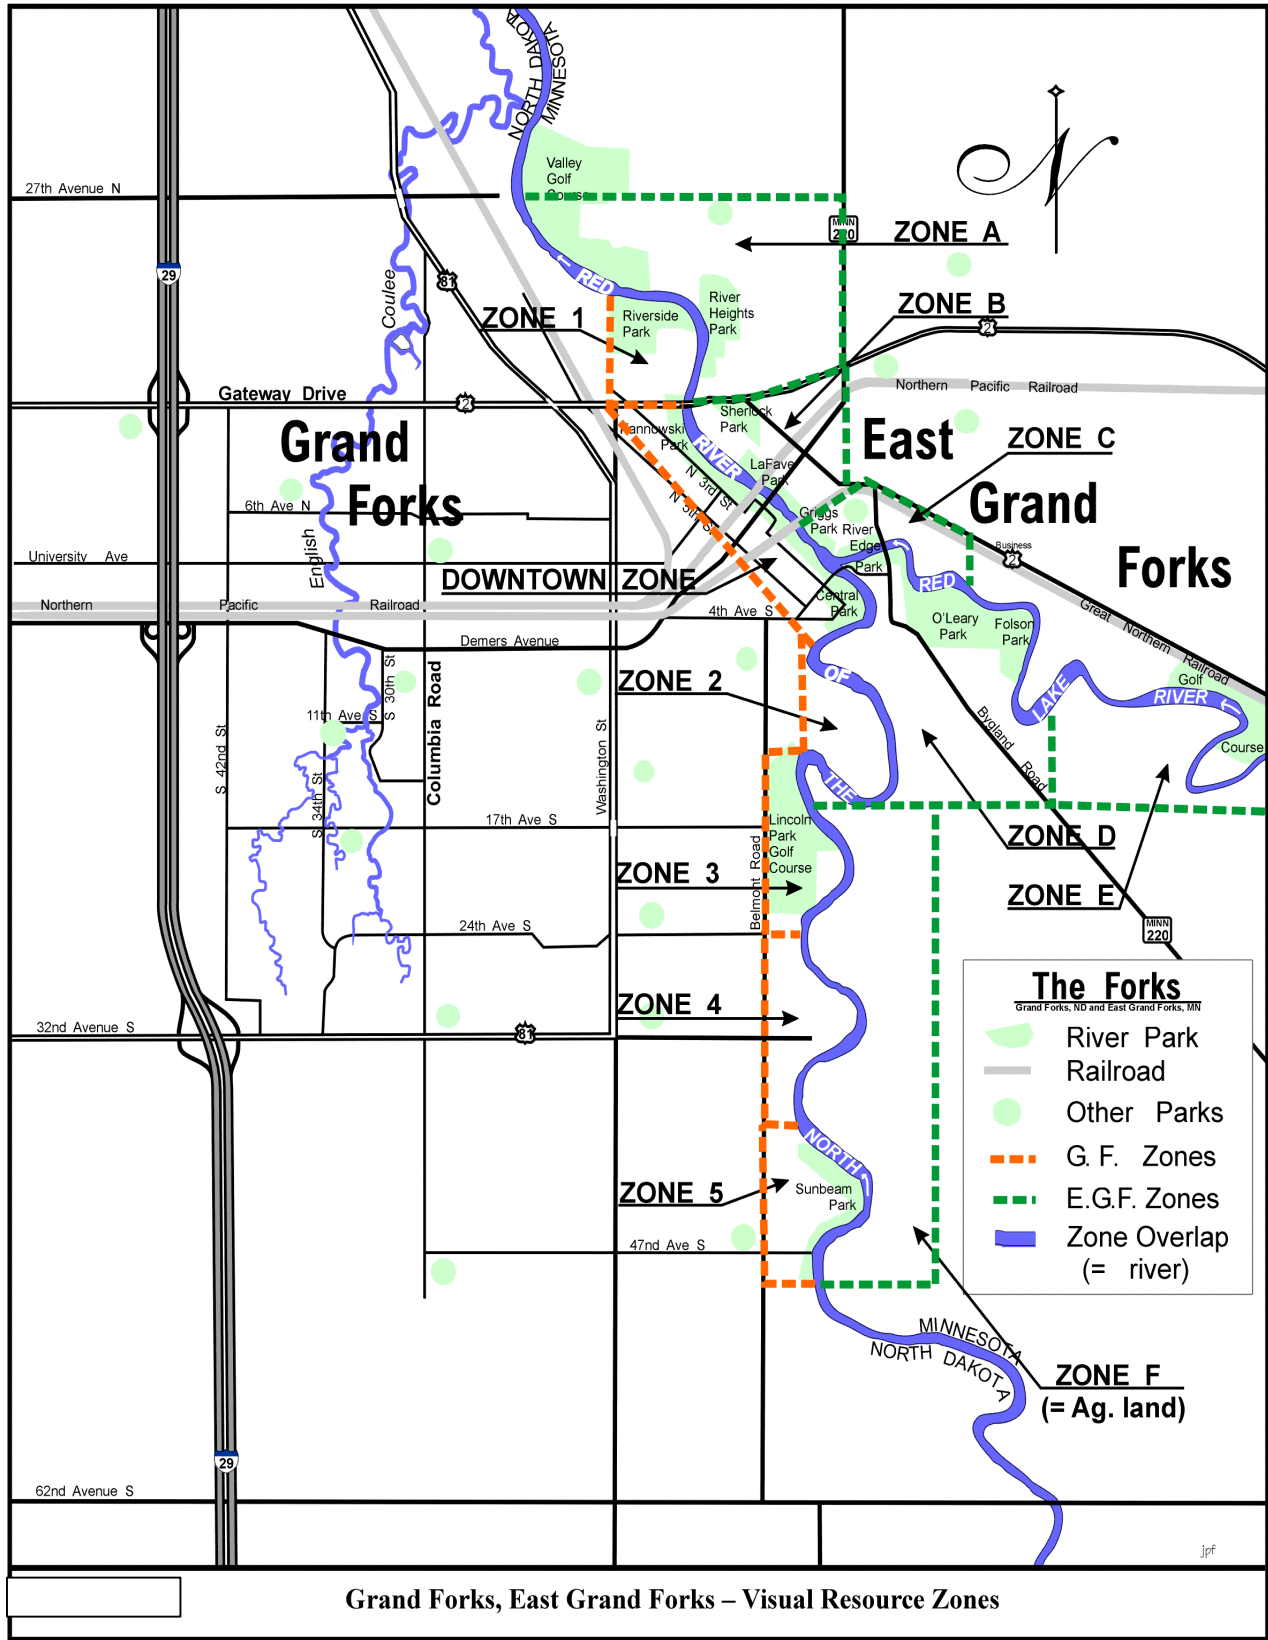 NORTH DAKOTA
MINNESOTA
Valley
Golf
Course
27th Avenue N
MINN
220
ZONE A
29
81
Coulee
RED
River
Heights
Park
ZONE B
ZONE 1
Riverside
Park
2
Northern Pacific Railroad
Gateway Drive
2
Sherlock
Park
Kannowski
Park
Grand
Forks
East
Grand
Forks
ZONE C
RIVER
LaFave
Park
N 3rd St
N 5th St
6th Ave N
Griggs
Park
River
Edge
Park
Business
2
University Ave
English
DOWNTOWN ZONE
RED
Central
Park
Northern Pacific Railroad
4th Ave S
O'Leary
Park
Folson
Park
Great Northern Railroad
Demers Avenue
S 30th St
Columbia Road
ZONE 2
OF
LAKE
Golf
RIVER
Course
11th Ave S
S 42nd St
Washington St
Bygland Road
THE
S 34th St
17th Ave S
Lincoln
Park
Golf
Course
Belmont Road
ZONE D
ZONE 3
ZONE E
24th Ave S
MINN
220
ZONE 4
32nd Avenue S
81
The Forks
Grand Forks, ND and East Grand Forks, MN
River Park
Railroad
Other Parks
G. F. Zones
E.G.F. Zones
Zone Overlap
(= river)
NORTH
ZONE 5
Sunbeam
Park
47nd Ave S
MINNESOTA
NORTH DAKOTA
ZONE F
(= Ag. land)
29
62nd Avenue S
jpf
Grand Forks, East Grand Forks – Visual Resource Zones